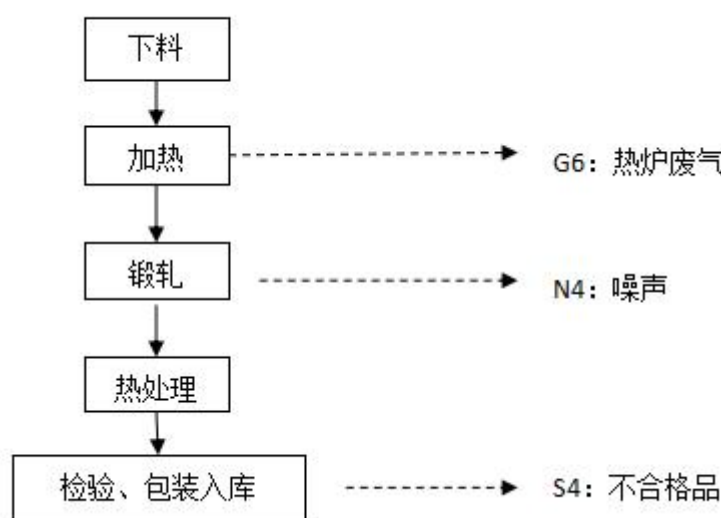 下料
加热
G6：热炉废气
锻轧
N4：噪声
热处理
检验、包装入库
S4：不合格品